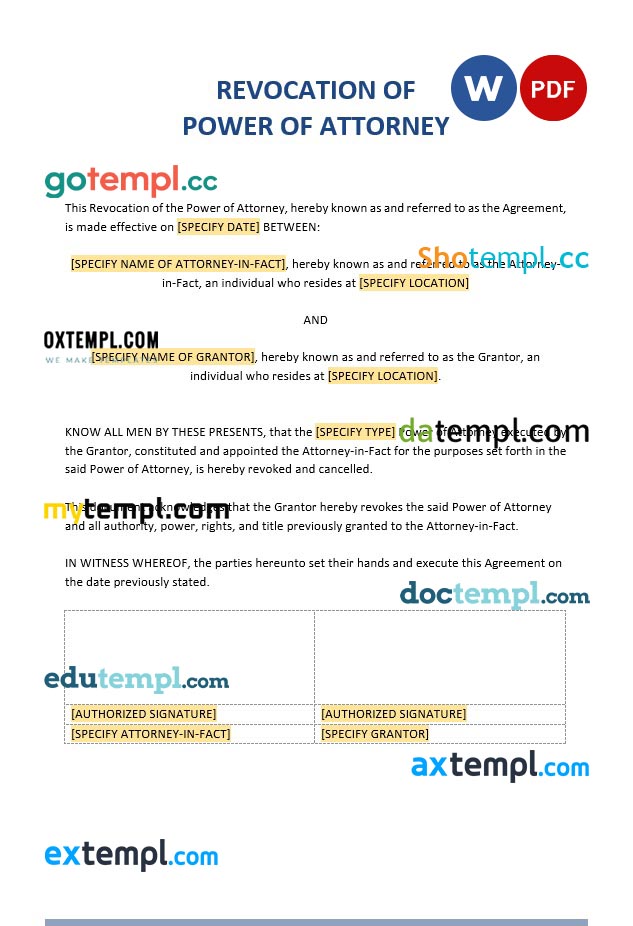 REVOCATION OF
POWER OF ATTORNEY
W
PDF
gotempl.cc
This Revocation of the Power of Attorney, hereby known as and referred to as the Agreement,
is made effective on [SPECIFY DATE] BETWEEN:
Shotempl.cc
[SPECIFY NAME OF ATTORNEY-IN-FACT], hereby known as and referred to as the Attorney-
in-Fact, an individual who resides at [SPECIFY LOCATION]
AND
OXTEMPL.COM
WE MAKE TEMPLATES
[SPECIFY NAME OF GRANTOR], hereby known as and referred to as the Grantor, an
individual who resides at [SPECIFY LOCATION].
KNOW ALL MEN BY THESE PRESENTS, that the [SPECIFY TYPE] Power of Attorney executed by
datempl.com
the Grantor, constituted and appointed the Attorney-in-Fact for the purposes set forth in the
said Power of Attorney, is hereby revoked and cancelled.
This document acknowledges that the Grantor hereby revokes the said Power of Attorney
mytempl.com
and all authority, power, rights, and title previously granted to the Attorney-in-Fact.
IN WITNESS WHEREOF, the parties hereunto set their hands and execute this Agreement on
the date previously stated.
doctempl.com
edutempl.com
[AUTHORIZED SIGNATURE] [AUTHORIZED SIGNATURE]
[SPECIFY ATTORNEY-IN-FACT] [SPECIFY GRANTOR]
axtempl.com
extempl.com